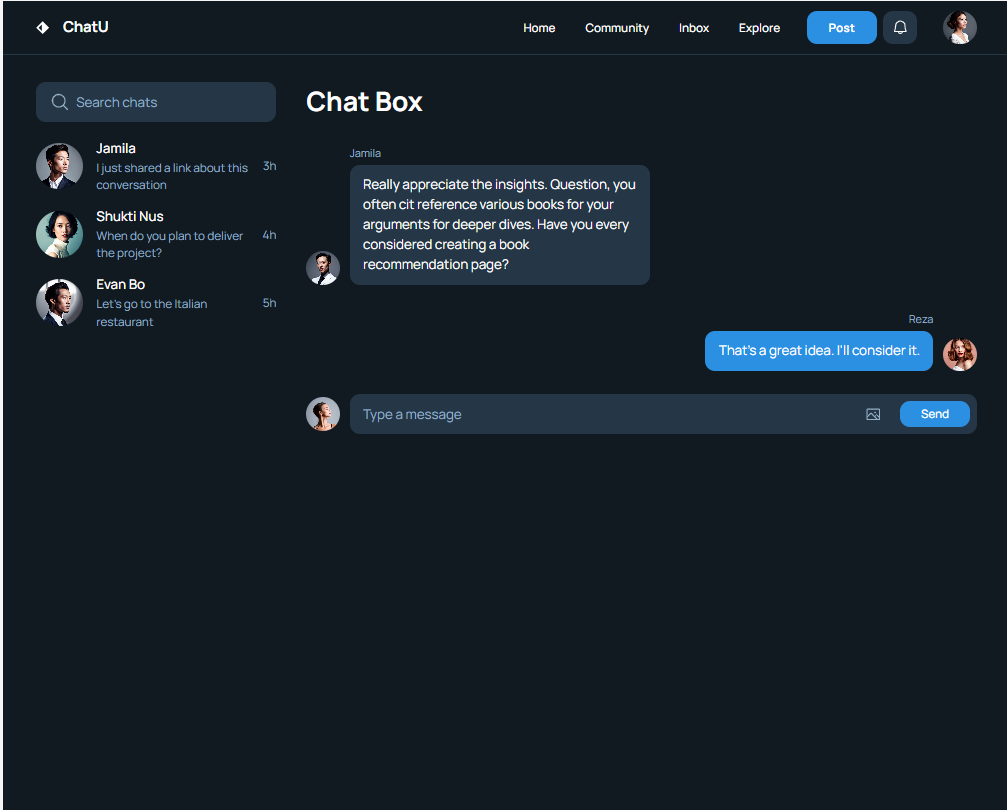 ChatU
Home Community Inbox Explore Post
Search chats
Jamila
I just shared a link about this
conversation
3h
Shukti Nus
When do you plan to deliver
the project?
4h
Evan Bo
Let's go to the Italian
restaurant
5h
Chat Box
Jamila
Really appreciate the insights. Question, you
often cit reference various books for your
arguments for deeper dives. Have you every
considered creating a book
recommendation page?
Reza
That's a great idea. I'll consider it.
Type a message
Send